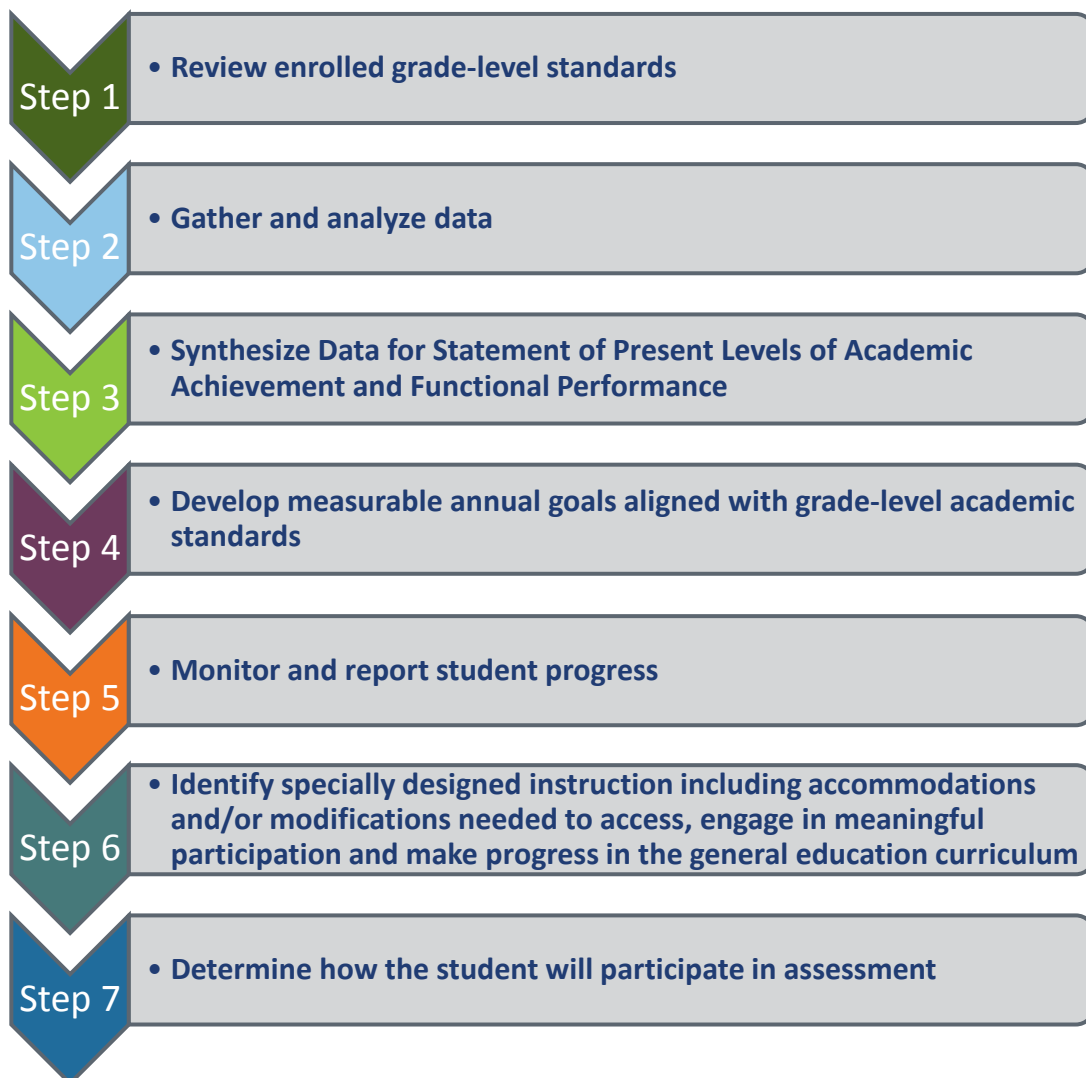 Step 1
• Review enrolled grade-level standards
Step 2
• Gather and analyze data
Step 3
• Synthesize Data for Statement of Present Levels of Academic
Achievement and Functional Performance
Step 4
• Develop measurable annual goals aligned with grade-level academic
standards
Step 5
• Monitor and report student progress
Step 6
• Identify specially designed instruction including accommodations
and/or modifications needed to access, engage in meaningful
participation and make progress in the general education curriculum
Step 7
• Determine how the student will participate in assessment